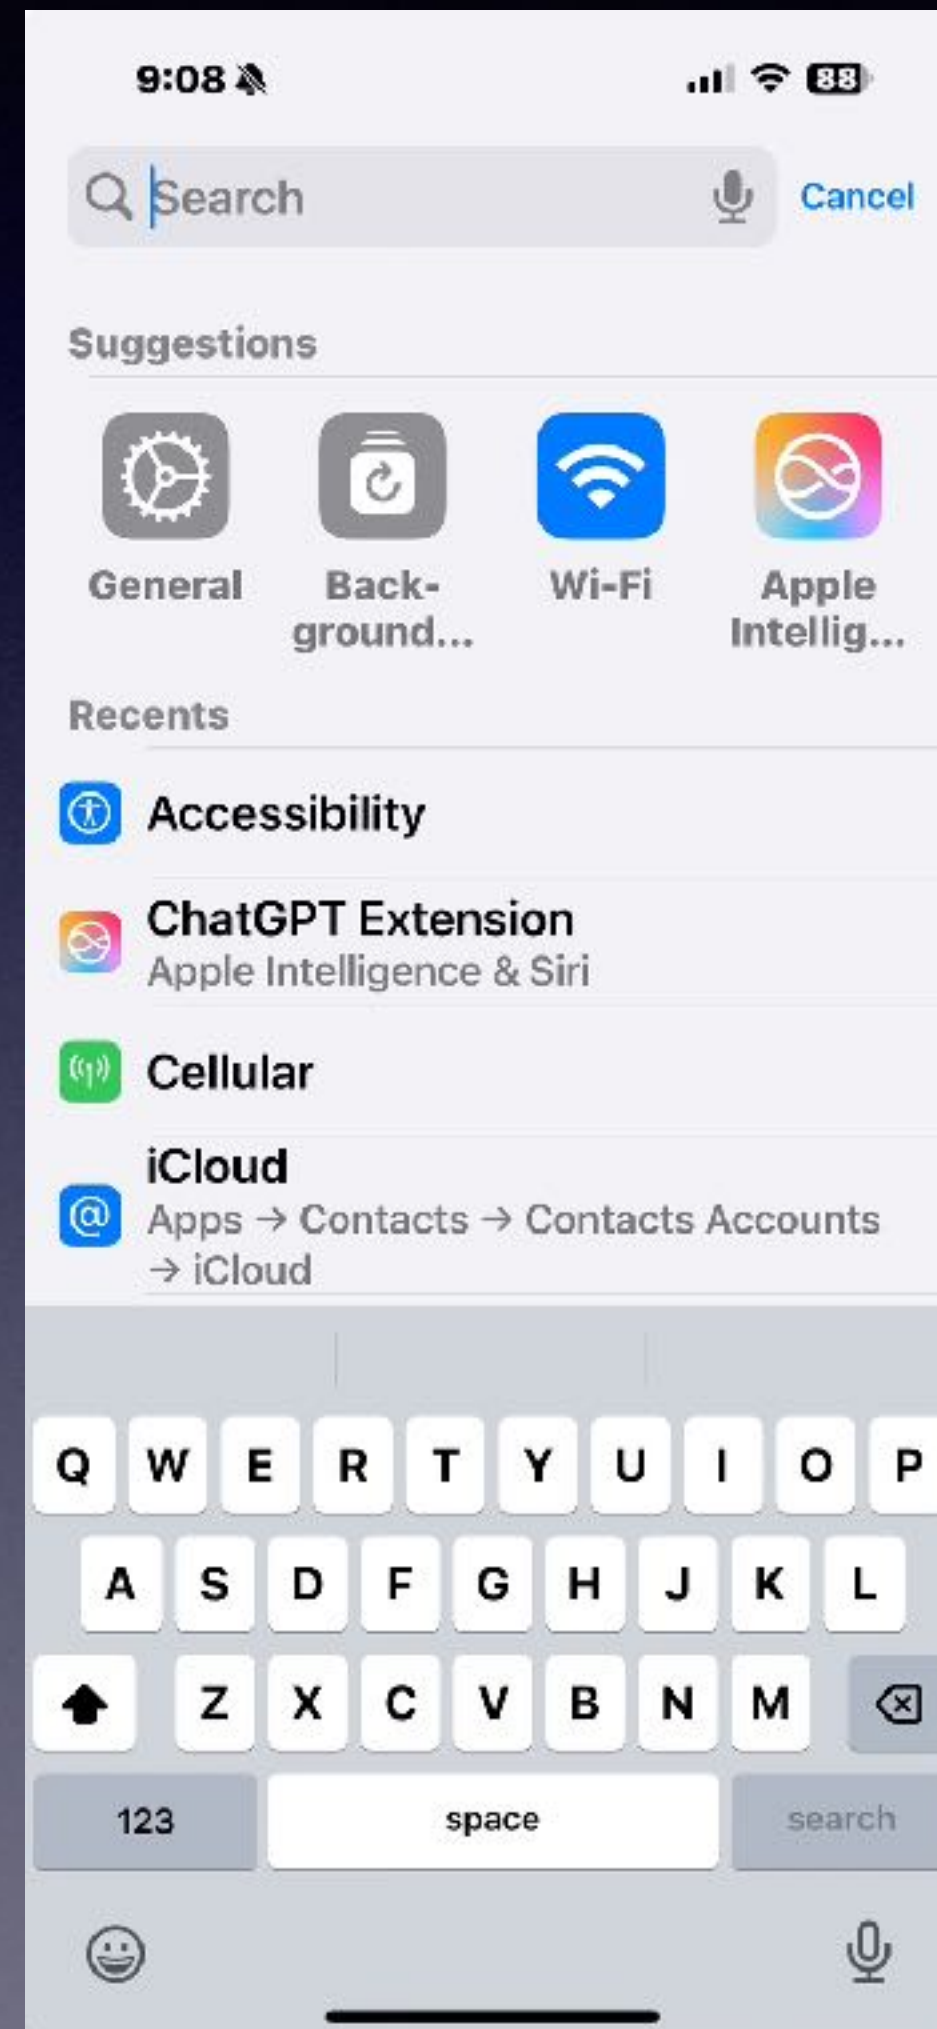 9:08
88
Search
Cancel
Suggestions
General
Back-
ground...
Wi-Fi
Apple
Intellig...
Recents
Accessibility
ChatGPT Extension
Apple Intelligence & Siri
Cellular
iCloud
Apps → Contacts → Contacts Accounts
→ iCloud
Q W E R T Y U I O P
A S D F G H J K L
Z X C V B N M
123 space search